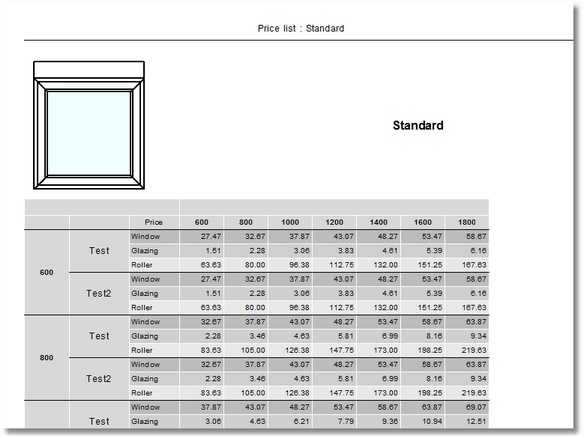 Price list : Standard
Standard
Price 600 800 1000 1200 1400 1600 1800
Window 27.47 32.67 37.87 43.07 48.27 53.47 58.67
Test Glazing 1.51 2.28 3.06 3.83 4.61 5.39 6.16
Roller 63.63 80.00 96.38 112.75 132.00 151.25 167.63
600
Window 27.47 32.67 37.87 43.07 48.27 53.47 58.67
Test2 Glazing 1.51 2.28 3.06 3.83 4.61 5.39 6.16
Roller 63.63 80.00 96.38 112.75 132.00 151.25 167.63
Window 32.67 37.87 43.07 48.27 53.47 58.67 63.87
Test Glazing 2.28 3.46 4.63 5.81 6.99 8.16 9.34
Roller 83.63 105.00 126.38 147.75 173.00 198.25 219.63
800
Window 32.67 37.87 43.07 48.27 53.47 58.67 63.87
Test2 Glazing 2.28 3.46 4.63 5.81 6.99 8.16 9.34
Roller 83.63 105.00 126.38 147.75 173.00 198.25 219.63
Window 37.87 43.07 48.27 53.47 58.67 63.87 69.07
Test Glazing 3.06 4.63 6.21 7.79 9.36 10.94 12.51